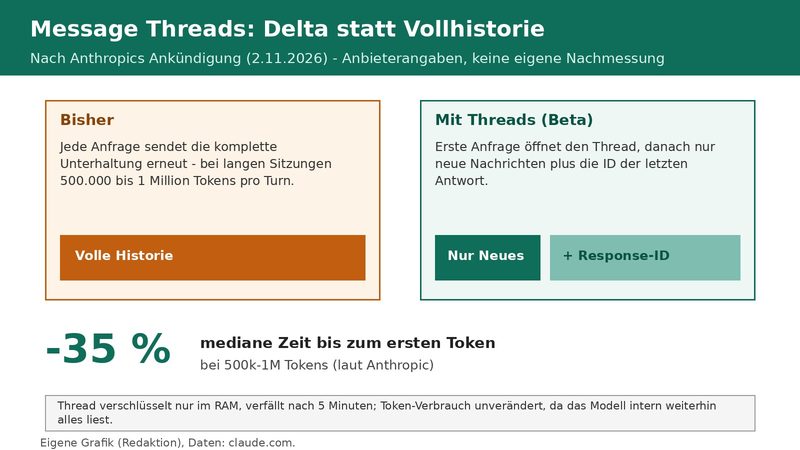 Message Threads: Delta statt Vollhistorie
Nach Anthropics Ankündigung (2.11.2026) - Anbieterangaben, keine eigene Nachmessung
Bisher
Jede Anfrage sendet die komplette
Unterhaltung erneut - bei langen Sitzungen
500.000 bis 1 Million Tokens pro Turn.
Volle Historie
Mit Threads (Beta)
Erste Anfrage öffnet den Thread, danach nur
neue Nachrichten plus die ID der letzten
Antwort.
Nur Neues
+ Response-ID
-35 %
mediane Zeit bis zum ersten Token
bei 500k-1M Tokens (laut Anthropic)
Thread verschlüsselt nur im RAM, verfällt nach 5 Minuten; Token-Verbrauch unverändert, da das Modell intern weiterhin
alles liest.
Eigene Grafik (Redaktion), Daten: claude.com.